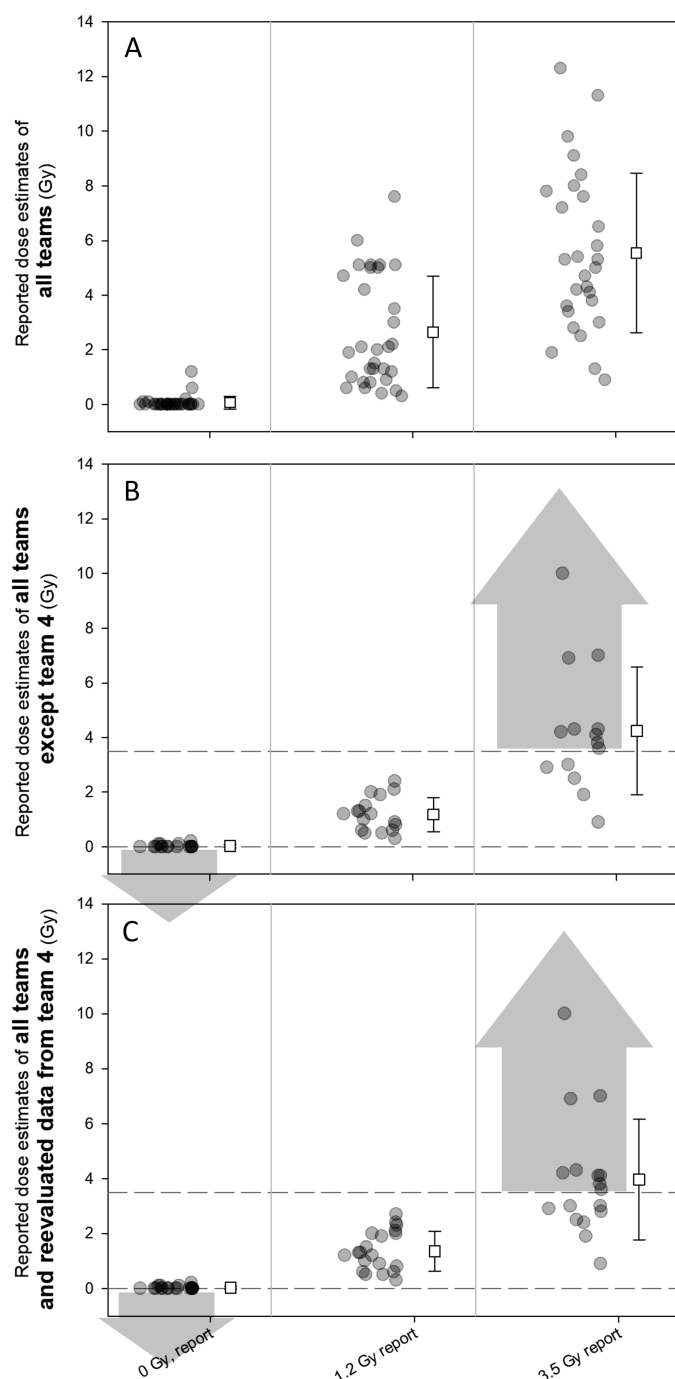 A
Reported dose estimates of
all teams (Gy)
14
12
10
8
6
4
2
0
B
Reported dose estimates of all teams
except team 4 (Gy)
14
12
10
8
6
4
2
0
C
Reported dose estimates of all teams
and reevaluated data from team 4 (Gy)
14
12
10
8
6
4
2
0
0 Gy, report
1.2 Gy report
3.5 Gy report